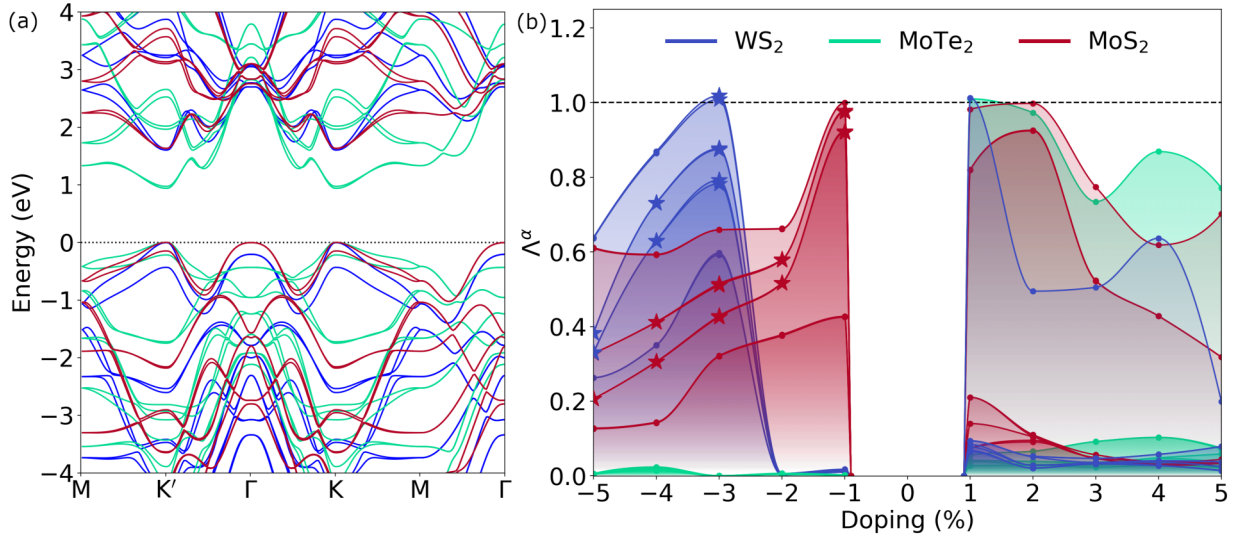 (a)
Energy (eV)
4
3
2
1
0
−1
−2
−3
−4
M K′ Γ K M Γ
(b)
WS₂ MoTe₂ MoS₂
Λᵅ
1.2
1.0
0.8
0.6
0.4
0.2
0.0
−5 −4 −3 −2 −1 0 1 2 3 4 5
Doping (%)